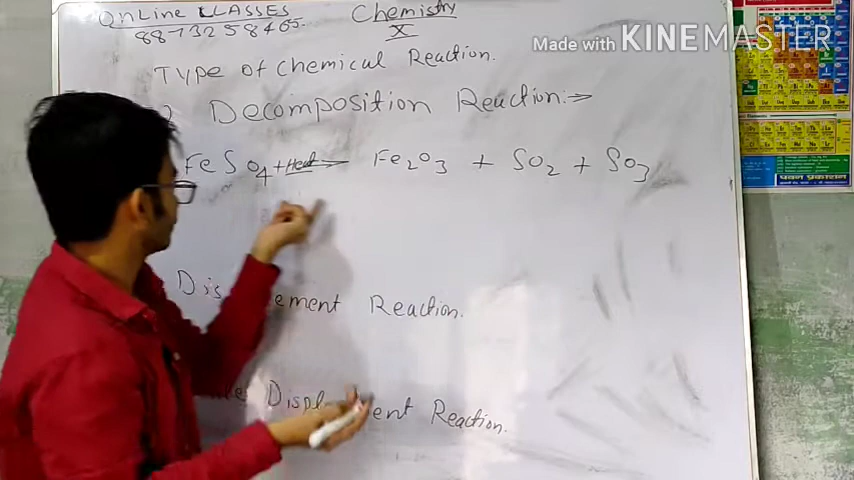 ONLINE CLASSES
8873258465
Chemistry
X
Made with KINEMASTER
Type of chemical Reaction.
Decomposition Reaction:→
FeSO4 + Heat → Fe2O3 + SO2 + SO3
Reaction.
Reaction.